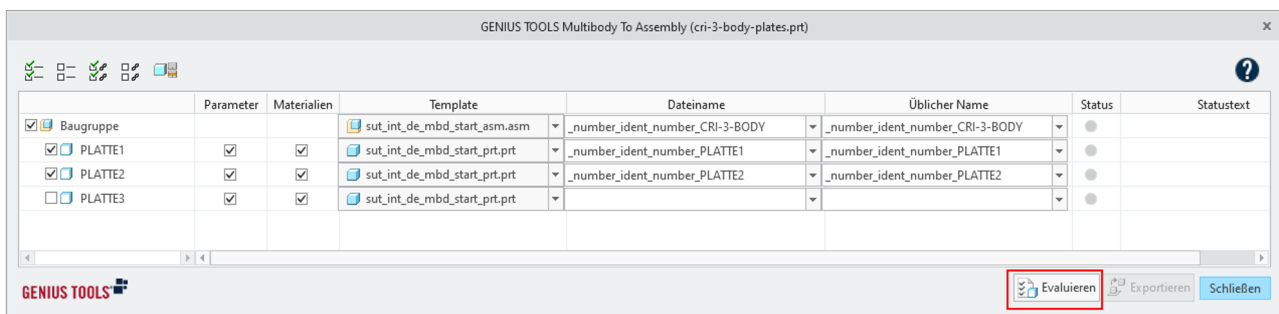 GENIUS TOOLS Multibody To Assembly (cri-3-body-plates.prt)
Parameter Materialien Template Dateiname Üblicher Name Status Statustext
Baugruppe sut_int_de_mbd_start_asm.asm _number_ident_number_CRI-3-BODY _number_ident_number_CRI-3-BODY
PLATTE1 sut_int_de_mbd_start_prt.prt _number_ident_number_PLATTE1 _number_ident_number_PLATTE1
PLATTE2 sut_int_de_mbd_start_prt.prt _number_ident_number_PLATTE2 _number_ident_number_PLATTE2
PLATTE3 sut_int_de_mbd_start_prt.prt
GENIUS TOOLS Evaluieren Exportieren Schließen